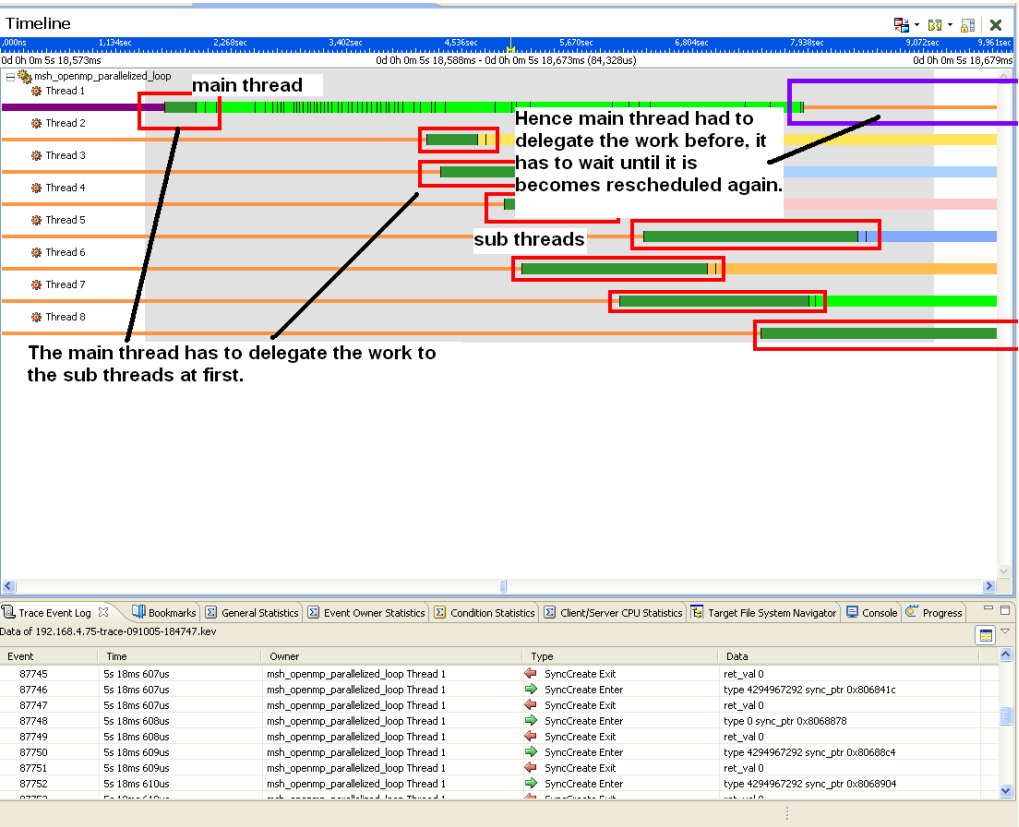 Timeline
,000ns 1,134sec 2,268sec 3,402sec 4,536sec 5,670sec 6,804sec 7,938sec 9,072sec 9,961sec
0d 0h 0m 5s 18,573ms 0d 0h 0m 5s 18,588ms - 0d 0h 0m 5s 18,673ms (84,328us) 0d 0h 0m 5s 18,679ms
msh_openmp_parallelized_loop
Thread 1
main thread
Thread 2
Thread 3
Thread 4
Thread 5
Thread 6
Thread 7
Thread 8
Hence main thread had to
delegate the work before, it
has to wait until it is
becomes rescheduled again.
sub threads
The main thread has to delegate the work to
the sub threads at first.
Trace Event Log Bookmarks General Statistics Event Owner Statistics Condition Statistics Client/Server CPU Statistics Target File System Navigator Console Progress
Data of 192.168.4.75-trace-091005-184747.kev
Event Time Owner Type Data
87745 5s 18ms 607us msh_openmp_parallelized_loop Thread 1 SyncCreate Exit ret_val 0
87746 5s 18ms 607us msh_openmp_parallelized_loop Thread 1 SyncCreate Enter type 4294967292 sync_ptr 0x806841c
87747 5s 18ms 607us msh_openmp_parallelized_loop Thread 1 SyncCreate Exit ret_val 0
87748 5s 18ms 608us msh_openmp_parallelized_loop Thread 1 SyncCreate Enter type 0 sync_ptr 0x8068878
87749 5s 18ms 608us msh_openmp_parallelized_loop Thread 1 SyncCreate Exit ret_val 0
87750 5s 18ms 609us msh_openmp_parallelized_loop Thread 1 SyncCreate Enter type 4294967292 sync_ptr 0x80688c4
87751 5s 18ms 609us msh_openmp_parallelized_loop Thread 1 SyncCreate Exit ret_val 0
87752 5s 18ms 610us msh_openmp_parallelized_loop Thread 1 SyncCreate Enter type 4294967292 sync_ptr 0x8068904